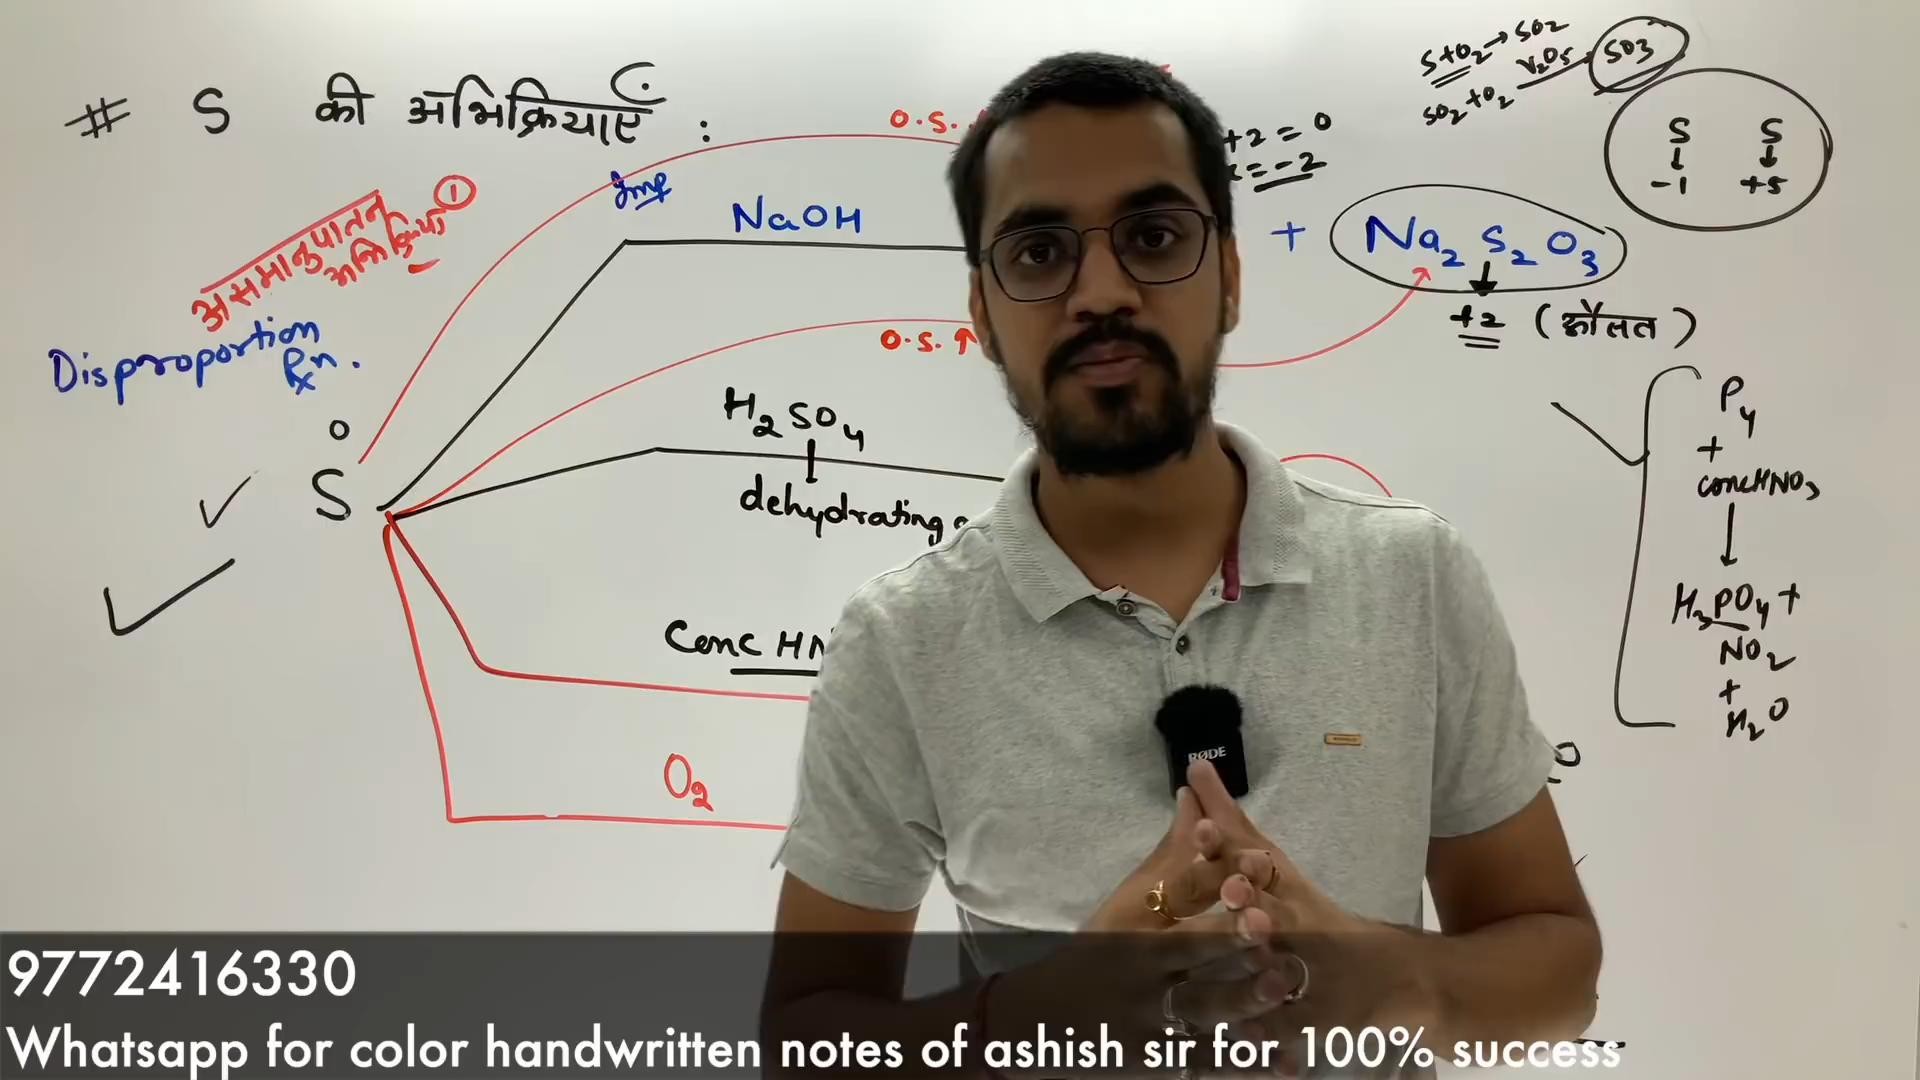 # S की अभिक्रियाएँ :
असमानुपातन
अभिक्रिया ①
Disproportion
Rxn.
Imp
NaOH
O.S.
O.S. ↑
0
S
H2SO4
dehydrating
Conc HN
O2
+2 = 0
x = -2
+ Na2S2O3
+2 (औसत)
S+O2 → SO2
SO2+O2 V2O5 SO3
S S
-1 +5
P4
+
concHNO3
H3PO4 +
NO2
+
H2O
O
RØDE
9772416330
Whatsapp for color handwritten notes of ashish sir for 100% success